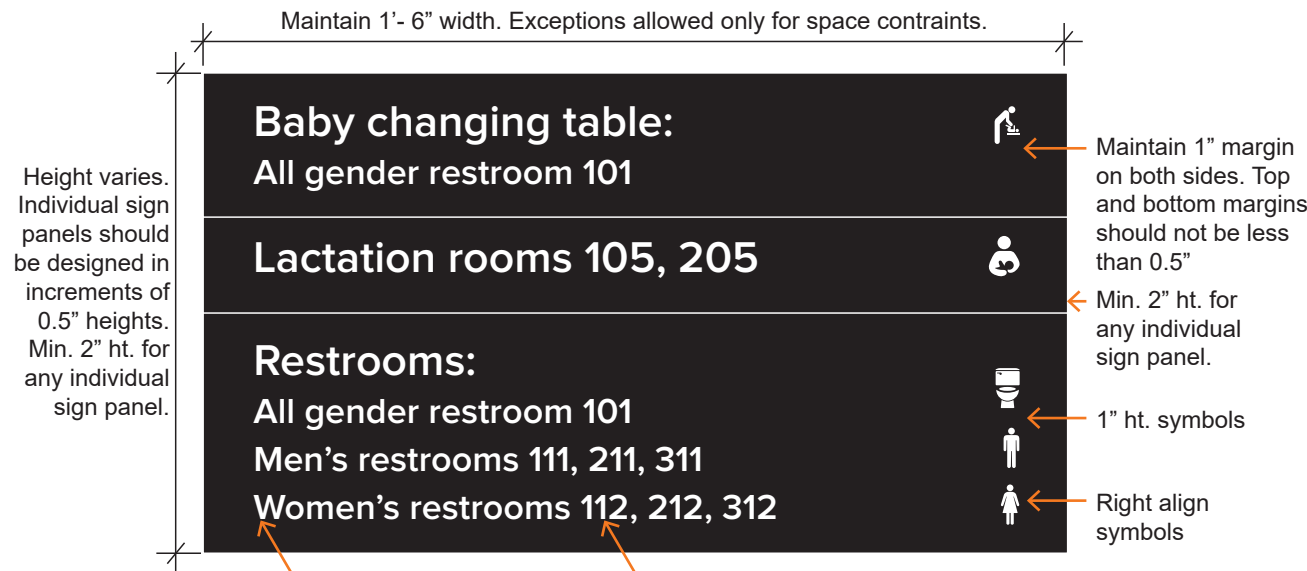 Maintain 1’- 6” width. Exceptions allowed only for space contraints.
Height varies.
Individual sign
panels should
be designed in
increments of
0.5” heights.
Min. 2” ht. for
any individual
sign panel.
Baby changing table:
All gender restroom 101
Lactation rooms 105, 205
Restrooms:
All gender restroom 101
Men’s restrooms 111, 211, 311
Women’s restrooms 112, 212, 312
Maintain 1” margin
on both sides. Top
and bottom margins
should not be less
than 0.5”
Min. 2” ht. for
any individual
sign panel.
1” ht. symbols
Right align
symbols